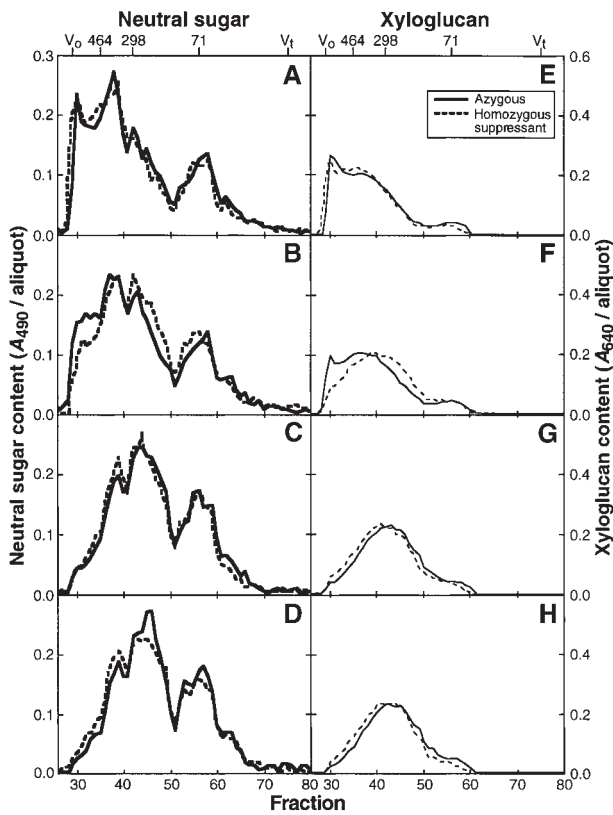 Neutral sugar Xyloglucan
Vo 464 298 71 Vt Vo 464 298 71 Vt
0.3 A E 0.6
Azygous
Homozygous suppressant
0.2 0.4
0.1 0.2
0.0 0.0
B F
0.2 0.4
0.1 0.2
0.0 0.0
C G
0.2 0.4
0.1 0.2
0.0 0.0
D H
0.2 0.4
0.1 0.2
0.0 0.0
30 40 50 60 70 80 30 40 50 60 70 80
Fraction
Neutral sugar content (A490 / aliquot)
Xyloglucan content (A640 / aliquot)